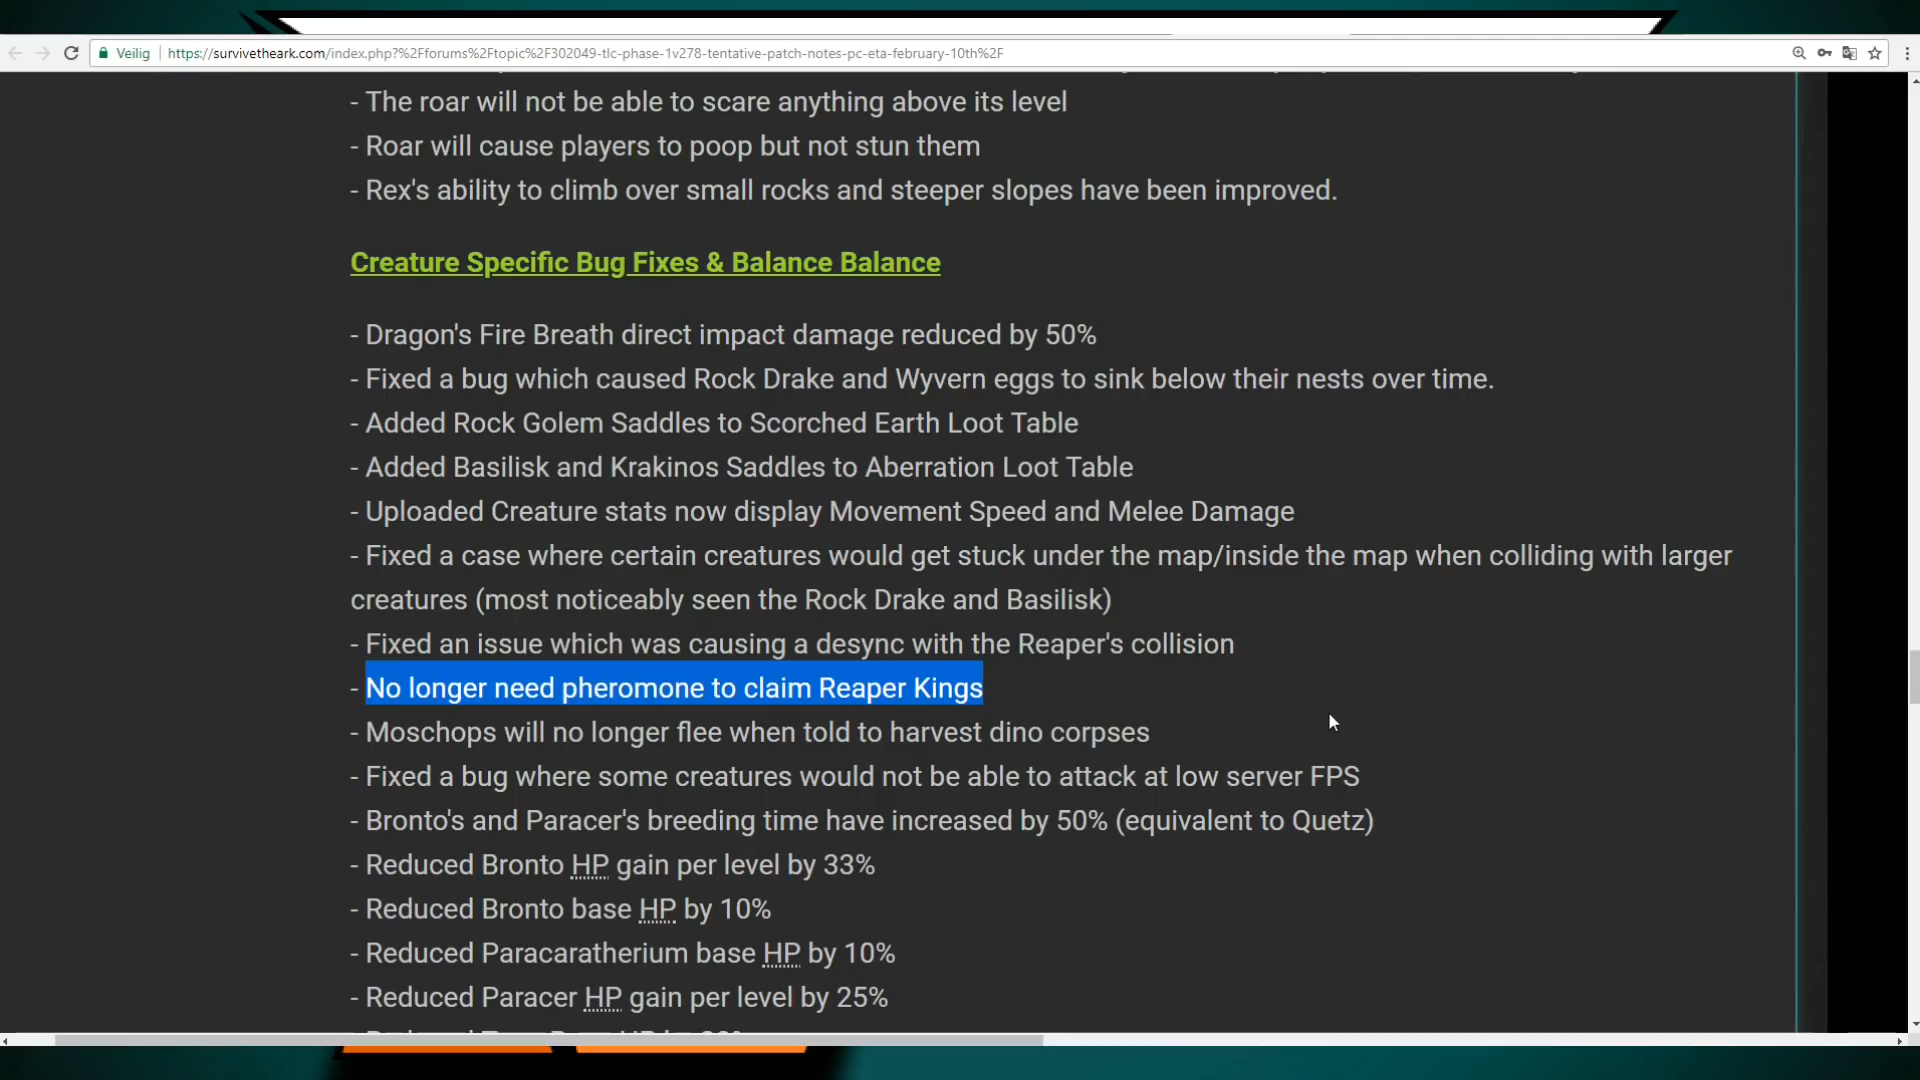 Veilig
https://survivetheark.com/index.php?%2Fforums%2Ftopic%2F302049-tlc-phase-1v278-tentative-patch-notes-pc-eta-february-10th%2F
- The roar will not be able to scare anything above its level
- Roar will cause players to poop but not stun them
- Rex's ability to climb over small rocks and steeper slopes have been improved.
Creature Specific Bug Fixes & Balance Balance
- Dragon's Fire Breath direct impact damage reduced by 50%
- Fixed a bug which caused Rock Drake and Wyvern eggs to sink below their nests over time.
- Added Rock Golem Saddles to Scorched Earth Loot Table
- Added Basilisk and Krakinos Saddles to Aberration Loot Table
- Uploaded Creature stats now display Movement Speed and Melee Damage
- Fixed a case where certain creatures would get stuck under the map/inside the map when colliding with larger
creatures (most noticeably seen the Rock Drake and Basilisk)
- Fixed an issue which was causing a desync with the Reaper's collision
- No longer need pheromone to claim Reaper Kings
- Moschops will no longer flee when told to harvest dino corpses
- Fixed a bug where some creatures would not be able to attack at low server FPS
- Bronto's and Paracer's breeding time have increased by 50% (equivalent to Quetz)
- Reduced Bronto HP gain per level by 33%
- Reduced Bronto base HP by 10%
- Reduced Paracaratherium base HP by 10%
- Reduced Paracer HP gain per level by 25%